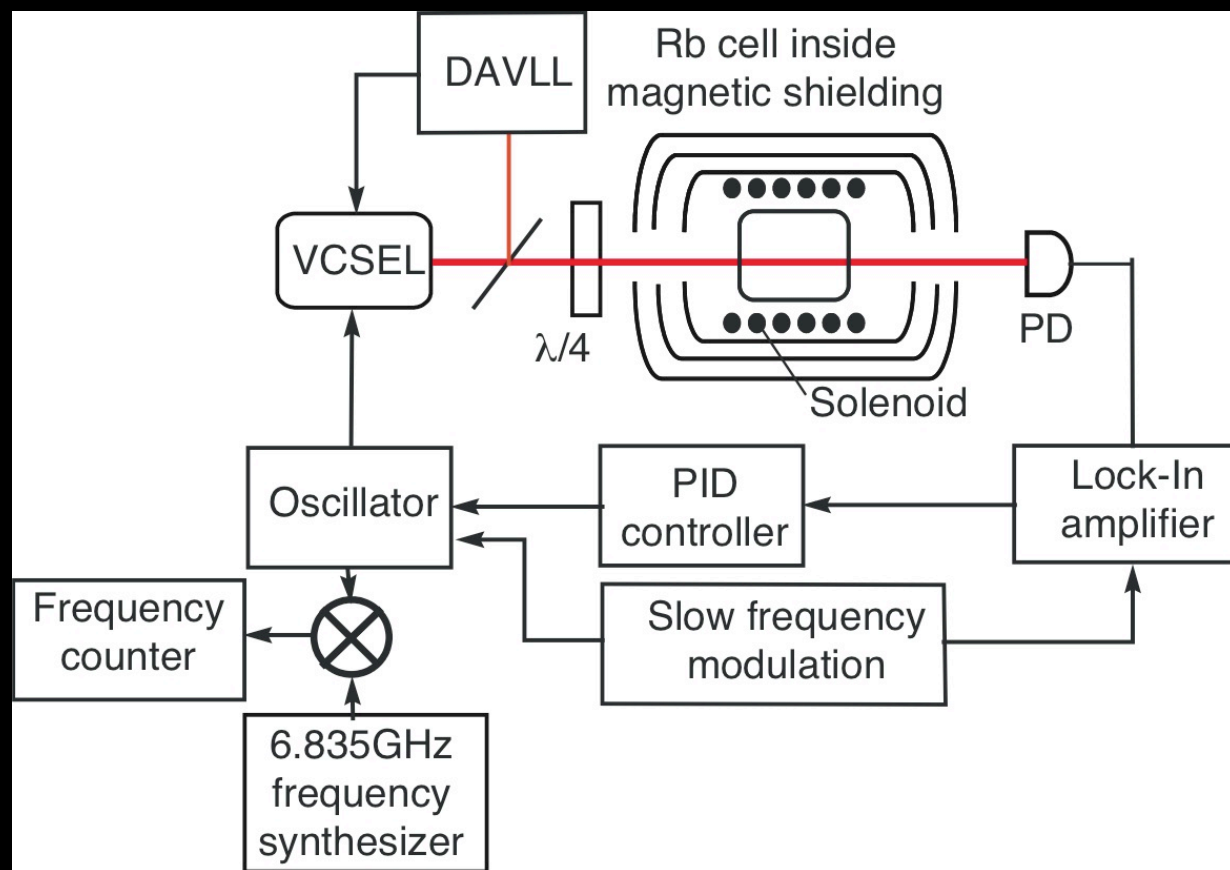 DAVLL
Rb cell inside
magnetic shielding
VCSEL
λ/4
PD
Solenoid
Oscillator
PID
controller
Lock-In
amplifier
Frequency
counter
Slow frequency
modulation
6.835GHz
frequency
synthesizer